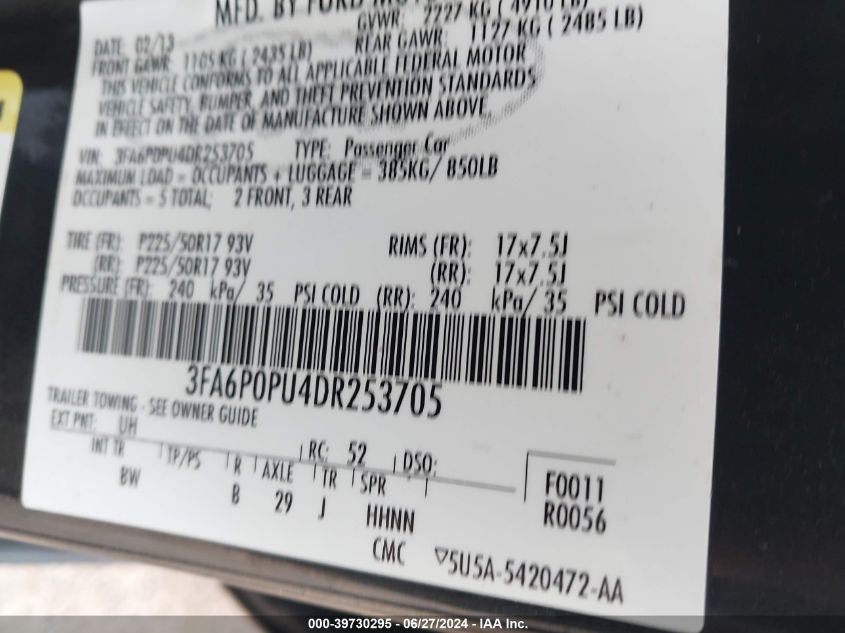 MFD. BY FORD MO
DATE: 02/13 GVWR: 2227 KG ( 4910 LB)
FRONT GAWR: 1105 KG ( 2435 LB) REAR GAWR: 1127 KG ( 2485 LB)
THIS VEHICLE CONFORMS TO ALL APPLICABLE FEDERAL MOTOR
VEHICLE SAFETY, BUMPER, AND THEFT PREVENTION STANDARDS
IN EFFECT ON THE DATE OF MANUFACTURE SHOWN ABOVE.
VIN: 3FA6P0PU4DR253705 TYPE: Passenger Car
MAXIMUM LOAD = OCCUPANTS + LUGGAGE = 385KG/ 850LB
OCCUPANTS = 5 TOTAL; 2 FRONT, 3 REAR
TIRE (FR): P225/50R17 93V RIMS (FR): 17x7.5J
(RR): P225/50R17 93V (RR): 17x7.5J
PRESSURE (FR): 240 kPa/ 35 PSI COLD (RR): 240 kPa/ 35 PSI COLD
3FA6P0PU4DR253705
TRAILER TOWING - SEE OWNER GUIDE
EXT PNT: UH RC: 52 DSO:
INT TR TP/PS R AXLE TR SPR F0011
BW B 29 J HHNN R0056
CMC ▽5U5A-5420472-AA
000-39730295 - 06/27/2024 - IAAI.com